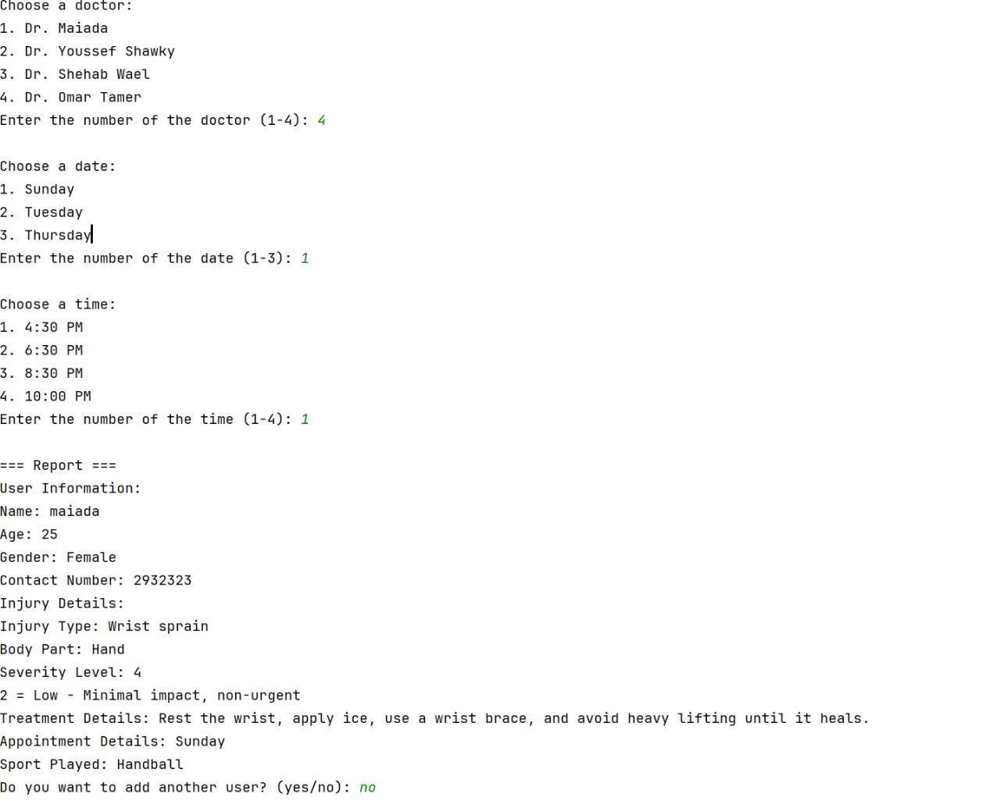 Choose a doctor:
1. Dr. Maiada
2. Dr. Youssef Shawky
3. Dr. Shehab Wael
4. Dr. Omar Tamer
Enter the number of the doctor (1-4): 4
Choose a date:
1. Sunday
2. Tuesday
3. Thursday
Enter the number of the date (1-3): 1
Choose a time:
1. 4:30 PM
2. 6:30 PM
3. 8:30 PM
4. 10:00 PM
Enter the number of the time (1-4): 1
=== Report ===
User Information:
Name: maiada
Age: 25
Gender: Female
Contact Number: 2932323
Injury Details:
Injury Type: Wrist sprain
Body Part: Hand
Severity Level: 4
2 = Low - Minimal impact, non-urgent
Treatment Details: Rest the wrist, apply ice, use a wrist brace, and avoid heavy lifting until it heals.
Appointment Details: Sunday
Sport Played: Handball
Do you want to add another user? (yes/no): no